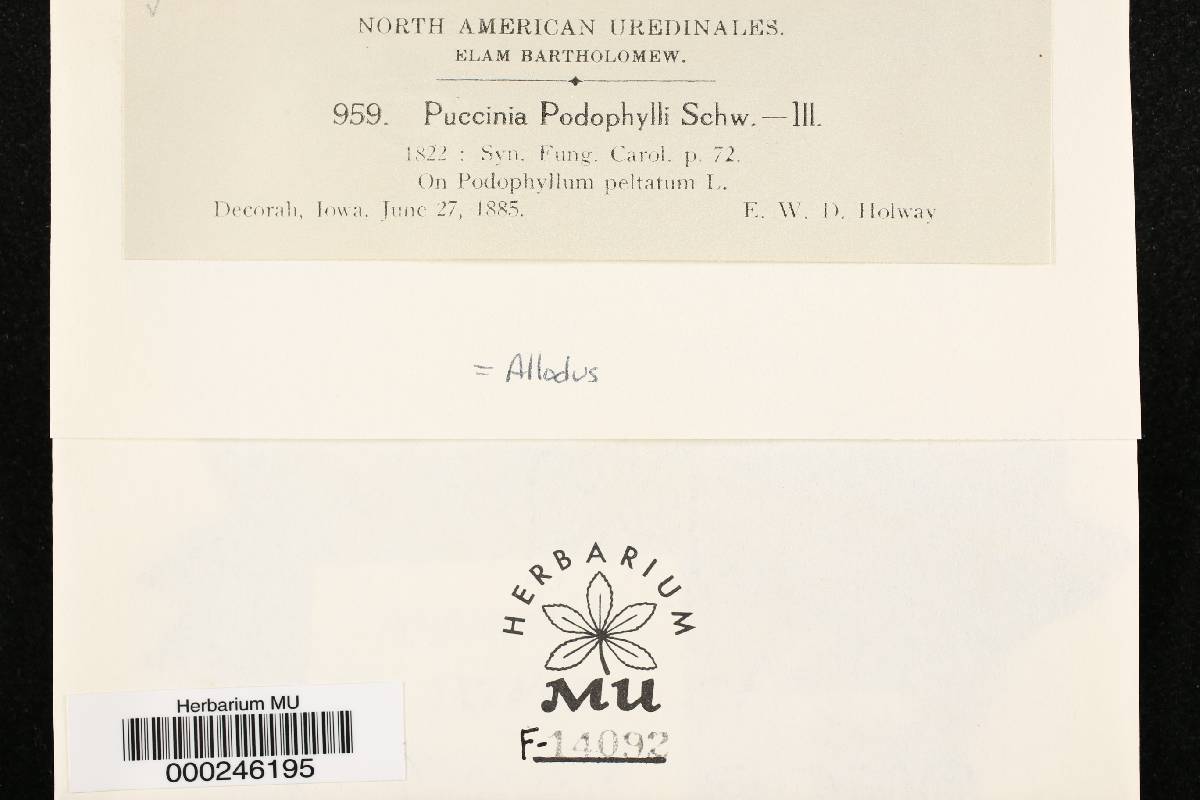 NORTH AMERICAN UREDINALES.
ELAM BARTHOLOMEW.
959. Puccinia Podophylli Schw.—III.
1822 : Syn. Fung. Carol. p. 72.
On Podophyllum peltatum L.
Decorah, Iowa. June 27, 1885. E. W. D. Holway
= Allodus
HERBARIUM
MU
F-14092
Herbarium MU
000246195